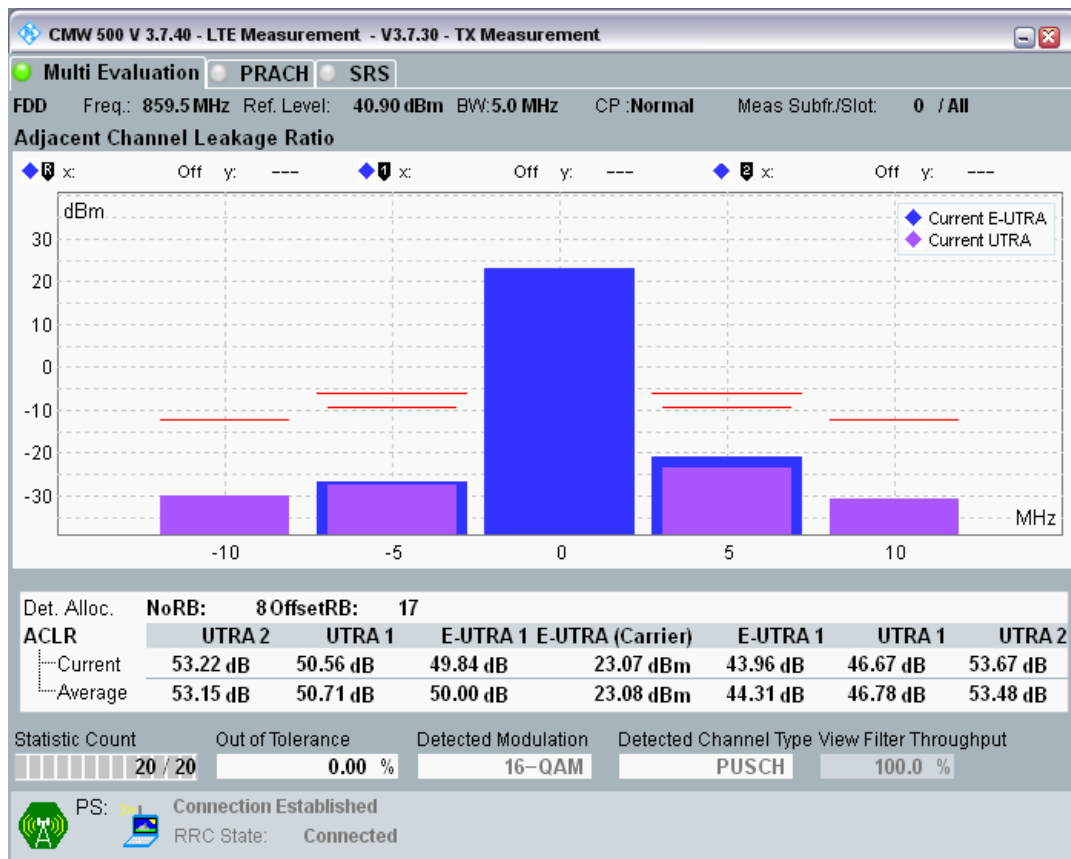 CMW 500 V 3.7.40 - LTE Measurement - V3.7.30 - TX Measurement
Multi Evaluation PRACH SRS
FDD Freq.: 859.5 MHz Ref. Level: 40.90 dBm BW:5.0 MHz CP :Normal Meas Subfr./Slot: 0 / All
Adjacent Channel Leakage Ratio
R x: Off y: --- 1 x: Off y: --- 2 x: Off y: ---
dBm
Current E-UTRA
Current UTRA
30
20
10
0
-10
-20
-30
MHz
-10 -5 0 5 10
Det. Alloc. NoRB: 8 OffsetRB: 17
ACLR UTRA 2 UTRA 1 E-UTRA 1 E-UTRA (Carrier) E-UTRA 1 UTRA 1 UTRA 2
Current 53.22 dB 50.56 dB 49.84 dB 23.07 dBm 43.96 dB 46.67 dB 53.67 dB
Average 53.15 dB 50.71 dB 50.00 dB 23.08 dBm 44.31 dB 46.78 dB 53.48 dB
Statistic Count Out of Tolerance Detected Modulation Detected Channel Type View Filter Throughput
20 / 20 0.00 % 16-QAM PUSCH 100.0 %
PS: Connection Established
RRC State: Connected